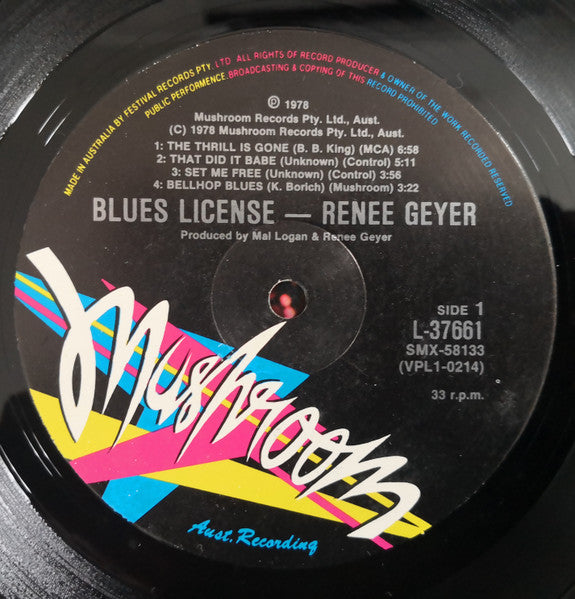 MADE IN AUSTRALIA BY FESTIVAL RECORDS PTY. LTD ALL RIGHTS OF RECORD PRODUCER & OWNER OF THE WORK RECORDED RESERVED
PUBLIC PERFORMENCE. BROADCASTING & COPYING OF THIS RECORD PROHIBITED
Ⓟ 1978
Mushroom Records Pty. Ltd., Aust.
(C) 1978 Mushroom Records Pty. Ltd., Aust.
1: THE THRILL IS GONE (B. B. King) (MCA) 6:58
2: THAT DID IT BABE (Unknown) (Control) 5:11
3: SET ME FREE (Unknown) (Control) 3:56
4: BELLHOP BLUES (K. Borich) (Mushroom) 3:22
BLUES LICENSE — RENEE GEYER
Produced by Mal Logan & Renee Geyer
SIDE 1
L-37661
SMX-58133
(VPL1-0214)
33 r.p.m.
Mushroom
Aust. Recording